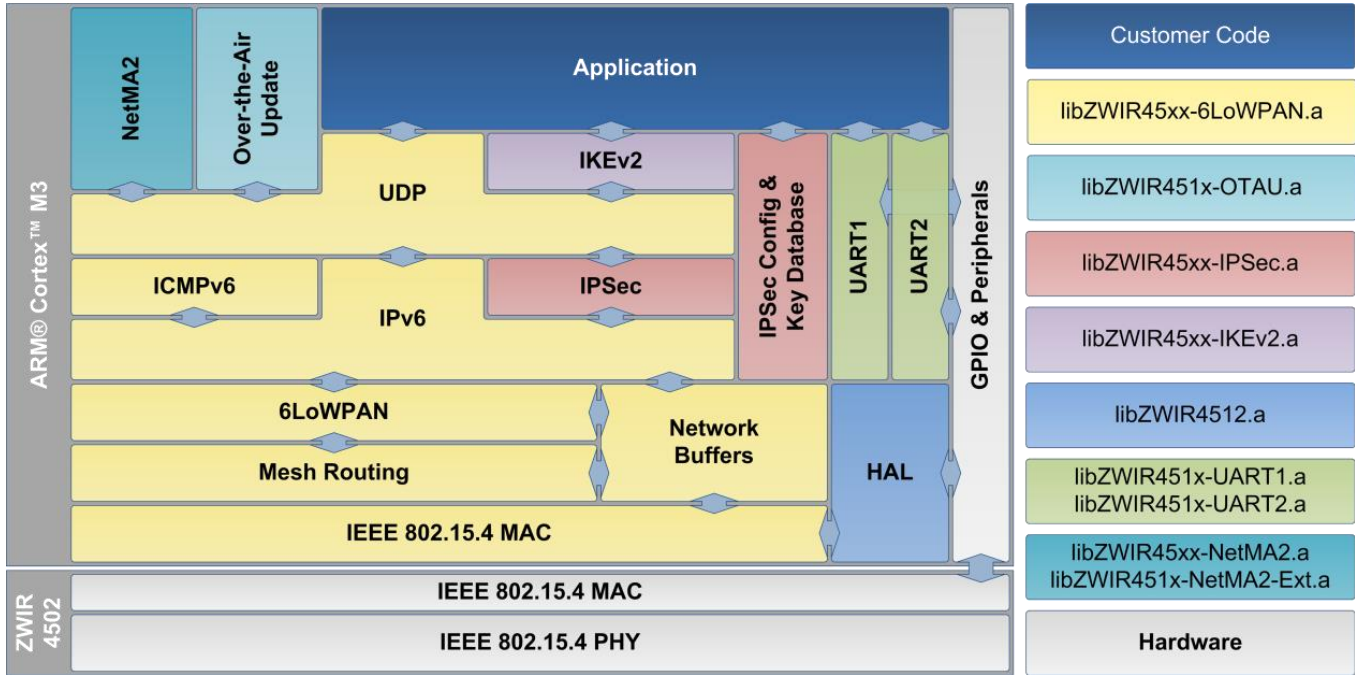 ARM® Cortex™ M3
NetMA2
Over-the-Air
Update
Application
UDP
IKEv2
IPSec Config &
Key Database
UART1
UART2
GPIO & Peripherals
ICMPv6
IPv6
IPSec
6LoWPAN
Mesh Routing
Network
Buffers
HAL
IEEE 802.15.4 MAC
ZWIR
4502
IEEE 802.15.4 MAC
IEEE 802.15.4 PHY
Customer Code
libZWIR45xx-6LoWPAN.a
libZWIR451x-OTAU.a
libZWIR45xx-IPSec.a
libZWIR45xx-IKEv2.a
libZWIR4512.a
libZWIR451x-UART1.a
libZWIR451x-UART2.a
libZWIR45xx-NetMA2.a
libZWIR451x-NetMA2-Ext.a
Hardware